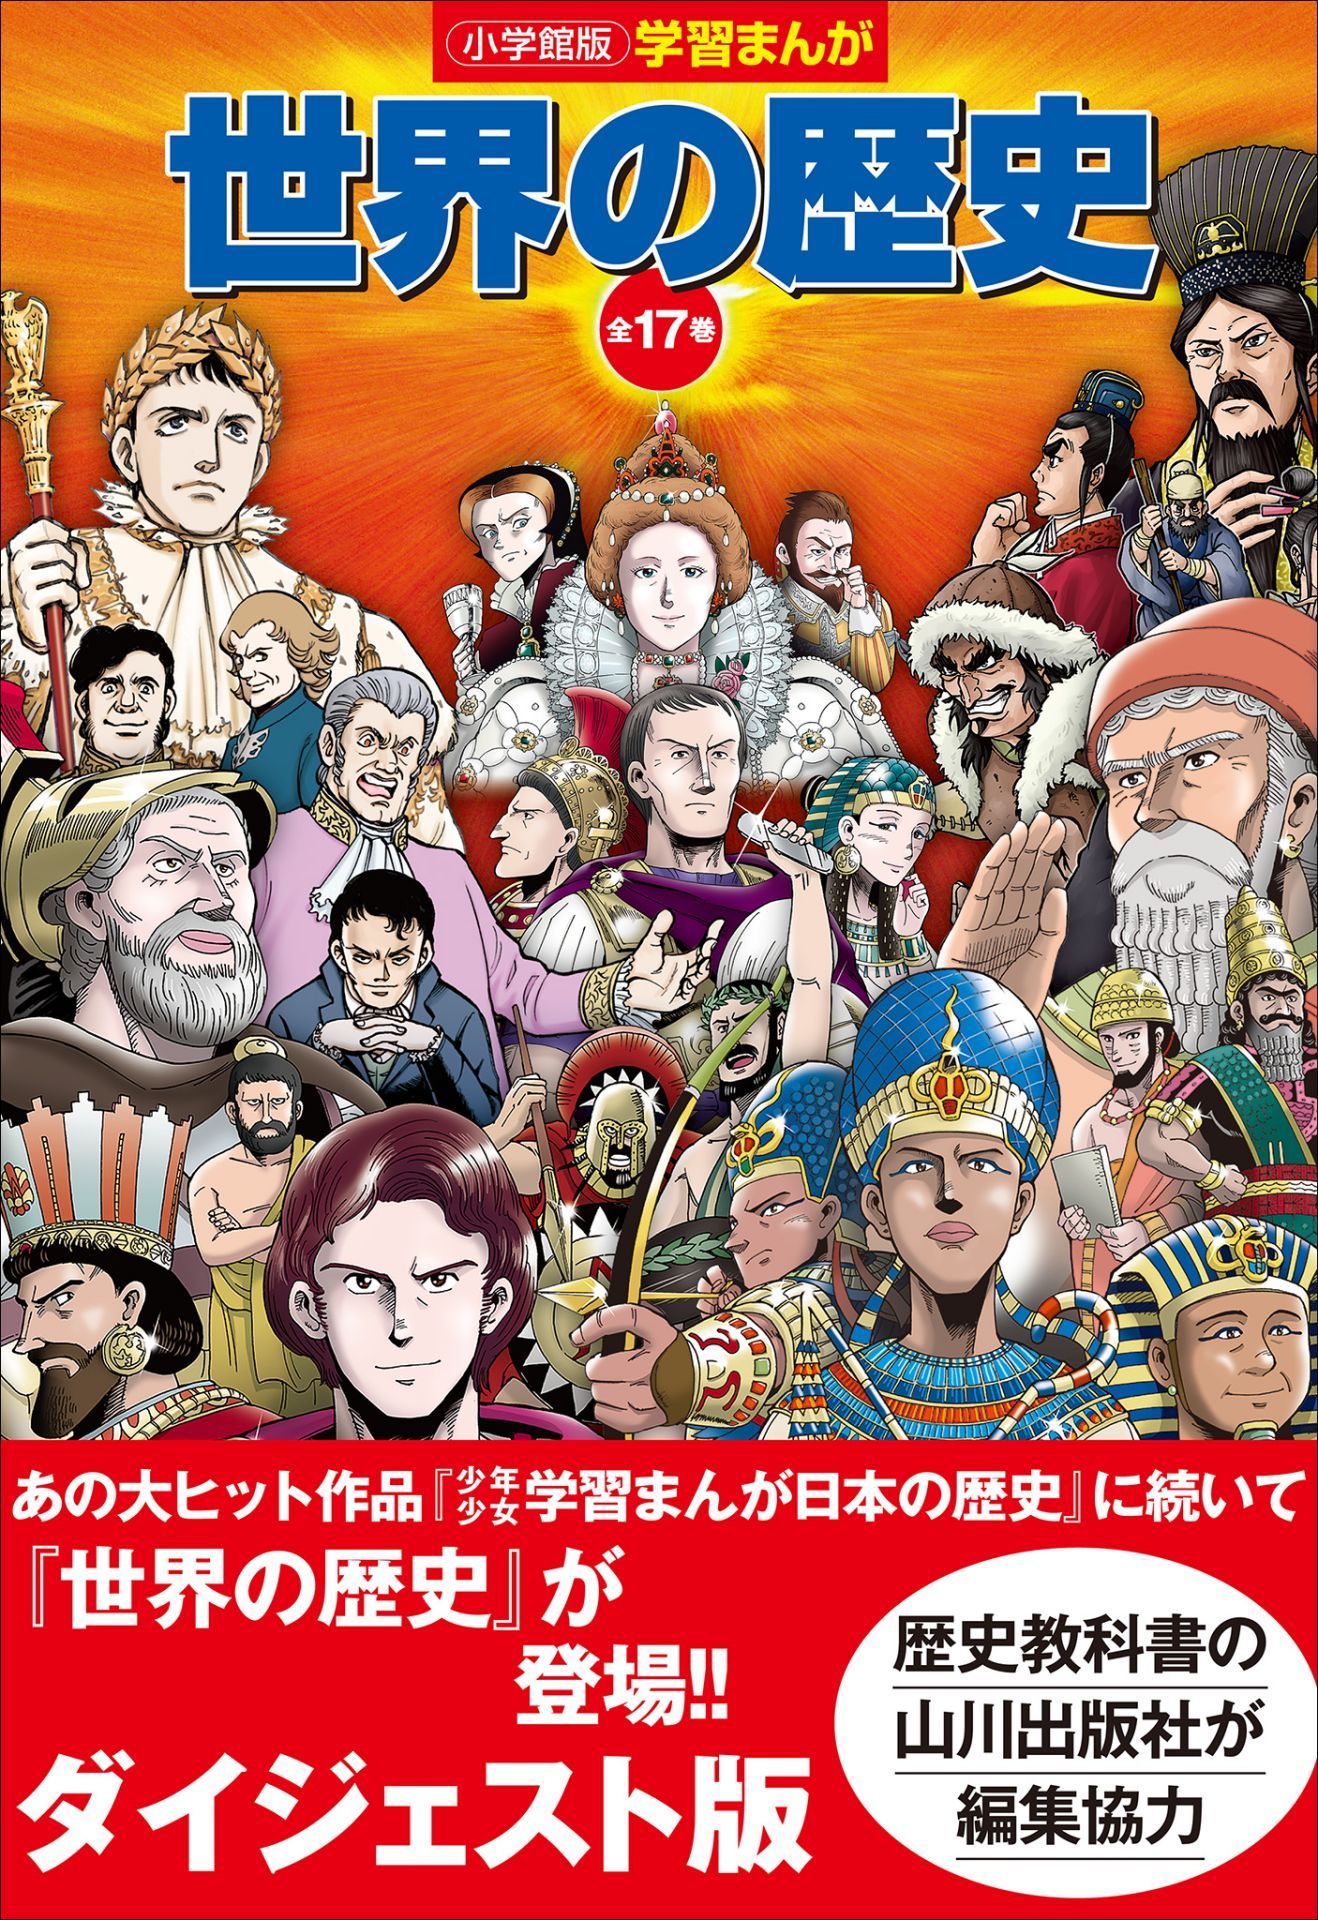 小学館版 学習まんが
世界の歴史
全17巻
あの大ヒット作品『少年少女学習まんが日本の歴史』に続いて
『世界の歴史』が
登場!!
ダイジェスト版
歴史教科書の
山川出版社が
編集協力